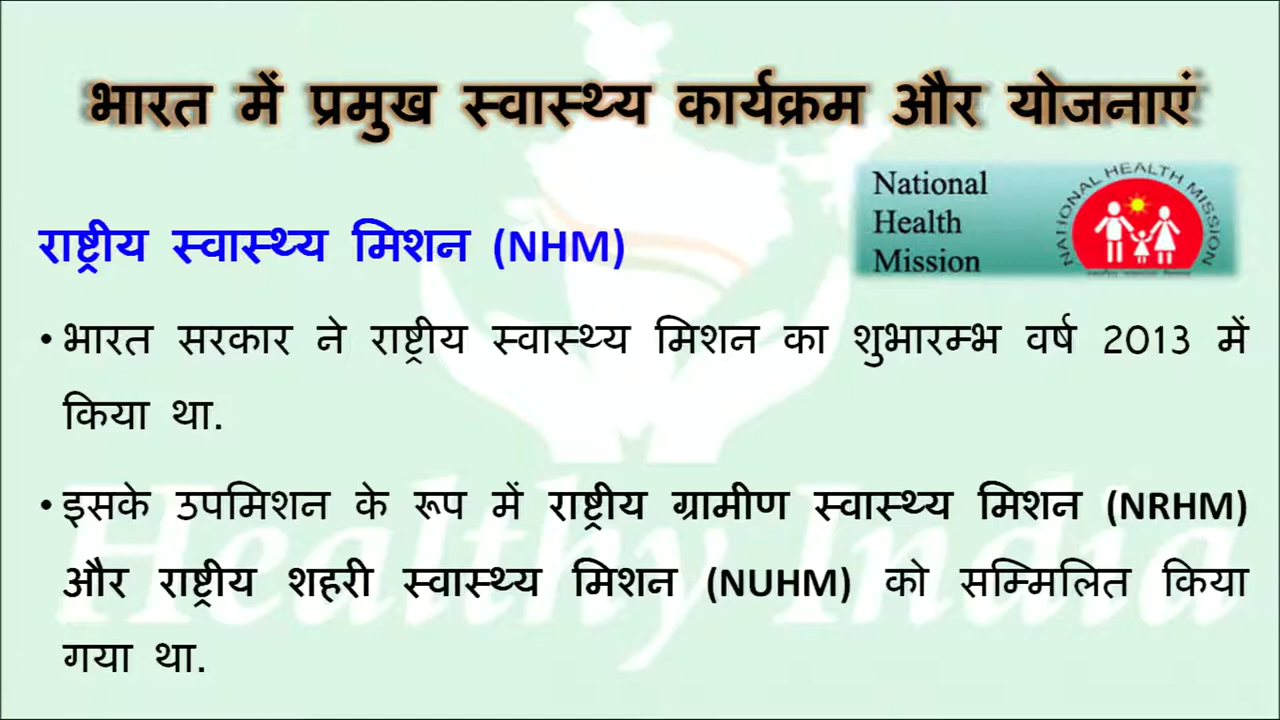 भारत में प्रमुख स्वास्थ्य कार्यक्रम और योजनाएं
National
Health
Mission
NATIONAL HEALTH MISSION
राष्ट्रीय स्वास्थ्य मिशन (NHM)
• भारत सरकार ने राष्ट्रीय स्वास्थ्य मिशन का शुभारम्भ वर्ष 2013 में
किया था.
• इसके उपमिशन के रूप में राष्ट्रीय ग्रामीण स्वास्थ्य मिशन (NRHM)
और राष्ट्रीय शहरी स्वास्थ्य मिशन (NUHM) को सम्मिलित किया
गया था.
Healthy India